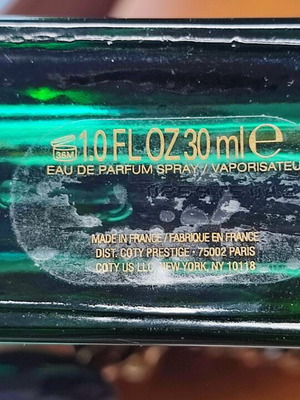 36M 1.0 FL OZ 30 ml e
EAU DE PARFUM SPRAY / VAPORISATEUR
MADE IN FRANCE / FABRIQUE EN FRANCE
DIST. COTY PRESTIGE - 75002 PARIS
COTY US LLC, NEW YORK, NY 10118